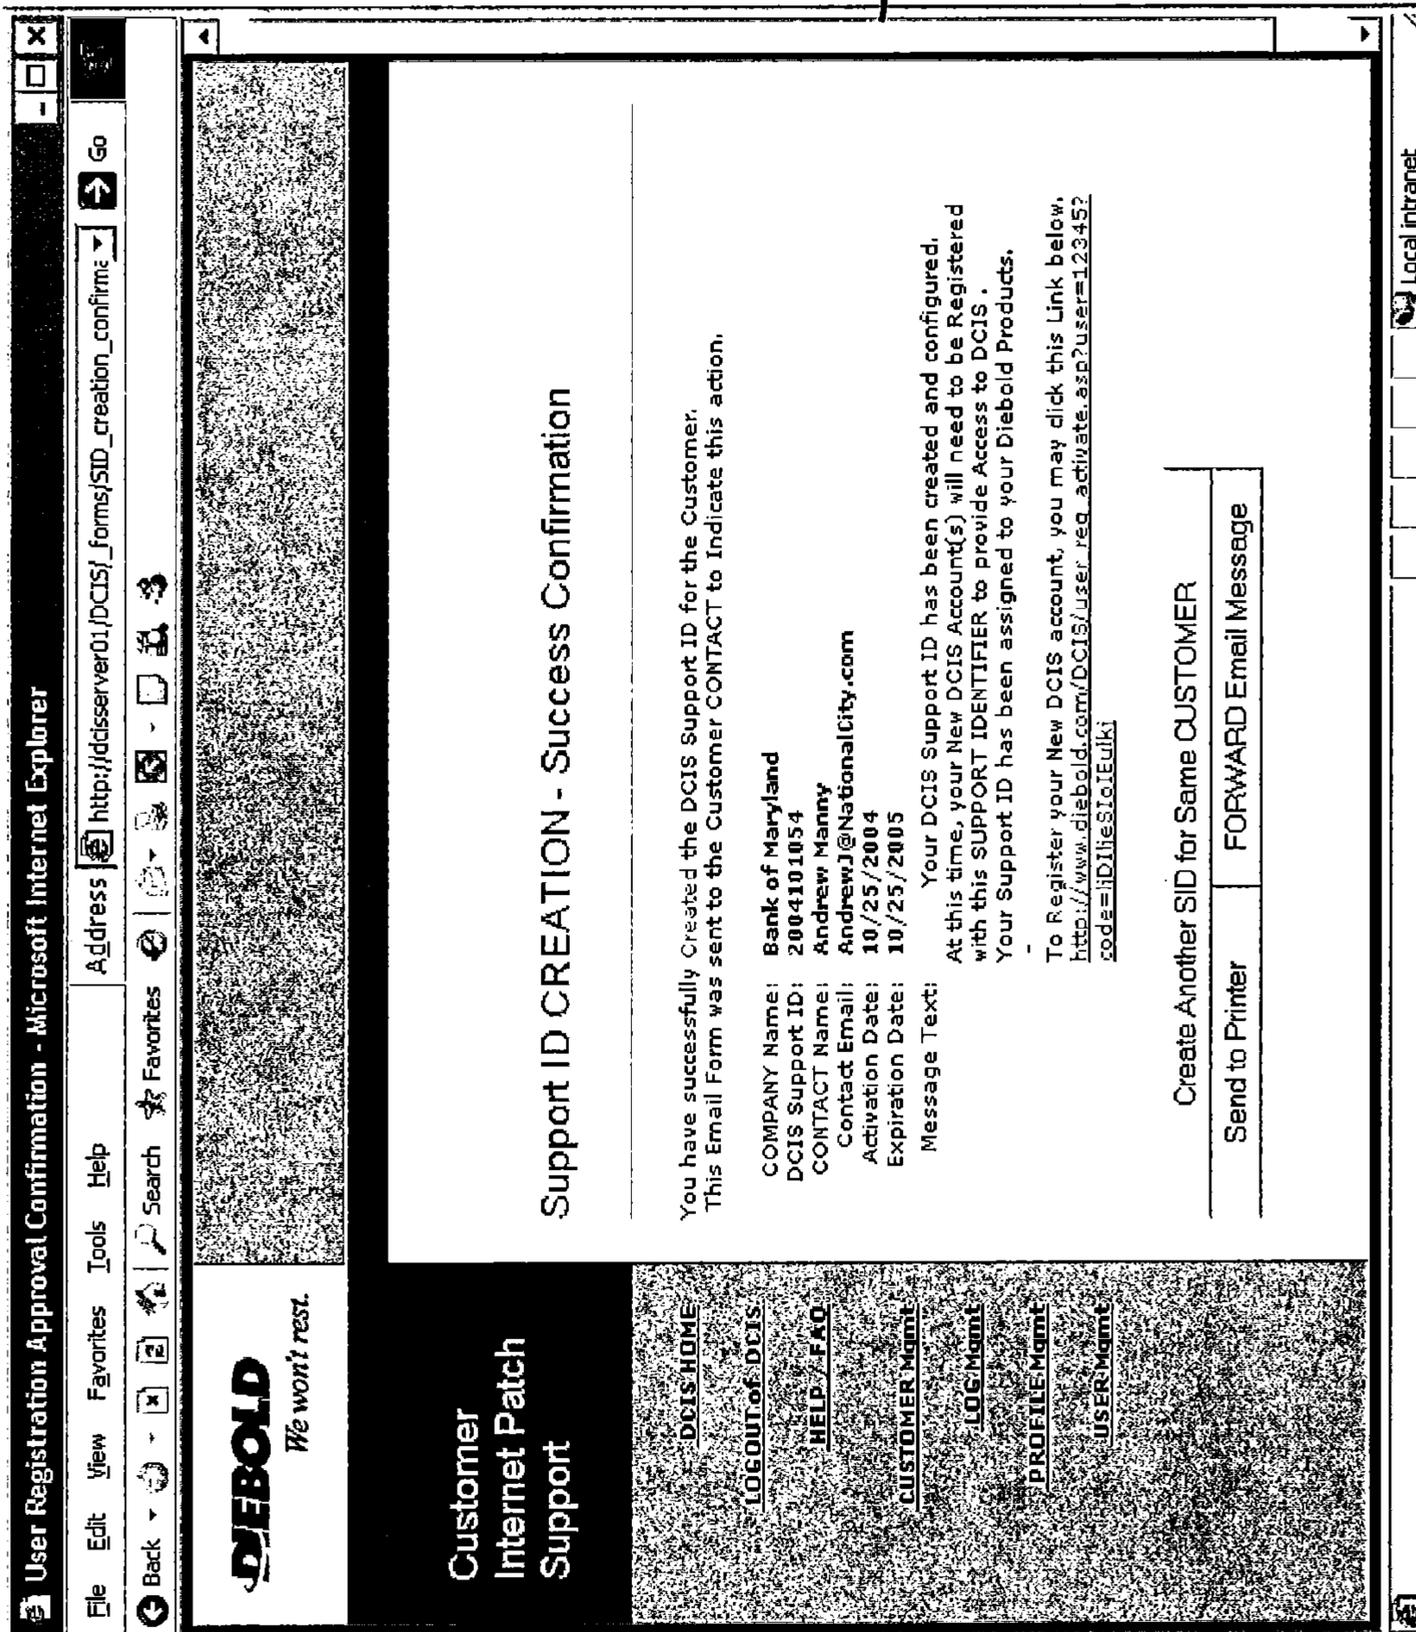 User Registration Approval Confirmation - Microsoft Internet Explorer
File Edit View Favorites Tools Help
Address http://dcisserver01/DCIS/_forms/SID_creation_confirma Go
Back Search Favorites
DIEBOLD
We won't rest.
Customer
Internet Patch
Support
DCIS HOME
LOGOUT of DCIS
HELP / FAQ
CUSTOMER Mgmt
LOG Mgmt
PROFILE Mgmt
USER Mgmt
Support ID CREATION - Success Confirmation
You have successfully Created the DCIS Support ID for the Customer.
This Email Form was sent to the Customer CONTACT to Indicate this action.
COMPANY Name: Bank of Maryland
DCIS Support ID: 200410I054
CONTACT Name: Andrew Manny
Contact Email: AndrewJ@NationalCity.com
Activation Date: 10/25/2004
Expiration Date: 10/25/2005
Message Text: Your DCIS Support ID has been created and configured.
At this time, your New DCIS Account(s) will need to be Registered
with this SUPPORT IDENTIFIER to provide Access to DCIS .
Your Support ID has been assigned to your Diebold Products.
-
To Register your New DCIS account, you may click this Link below.
http://www.diebold.com/DCIS/user_reg_activate.asp?user=12345?
Create Another SID for Same CUSTOMER
Send to Printer FORWARD Email Message
Local intranet